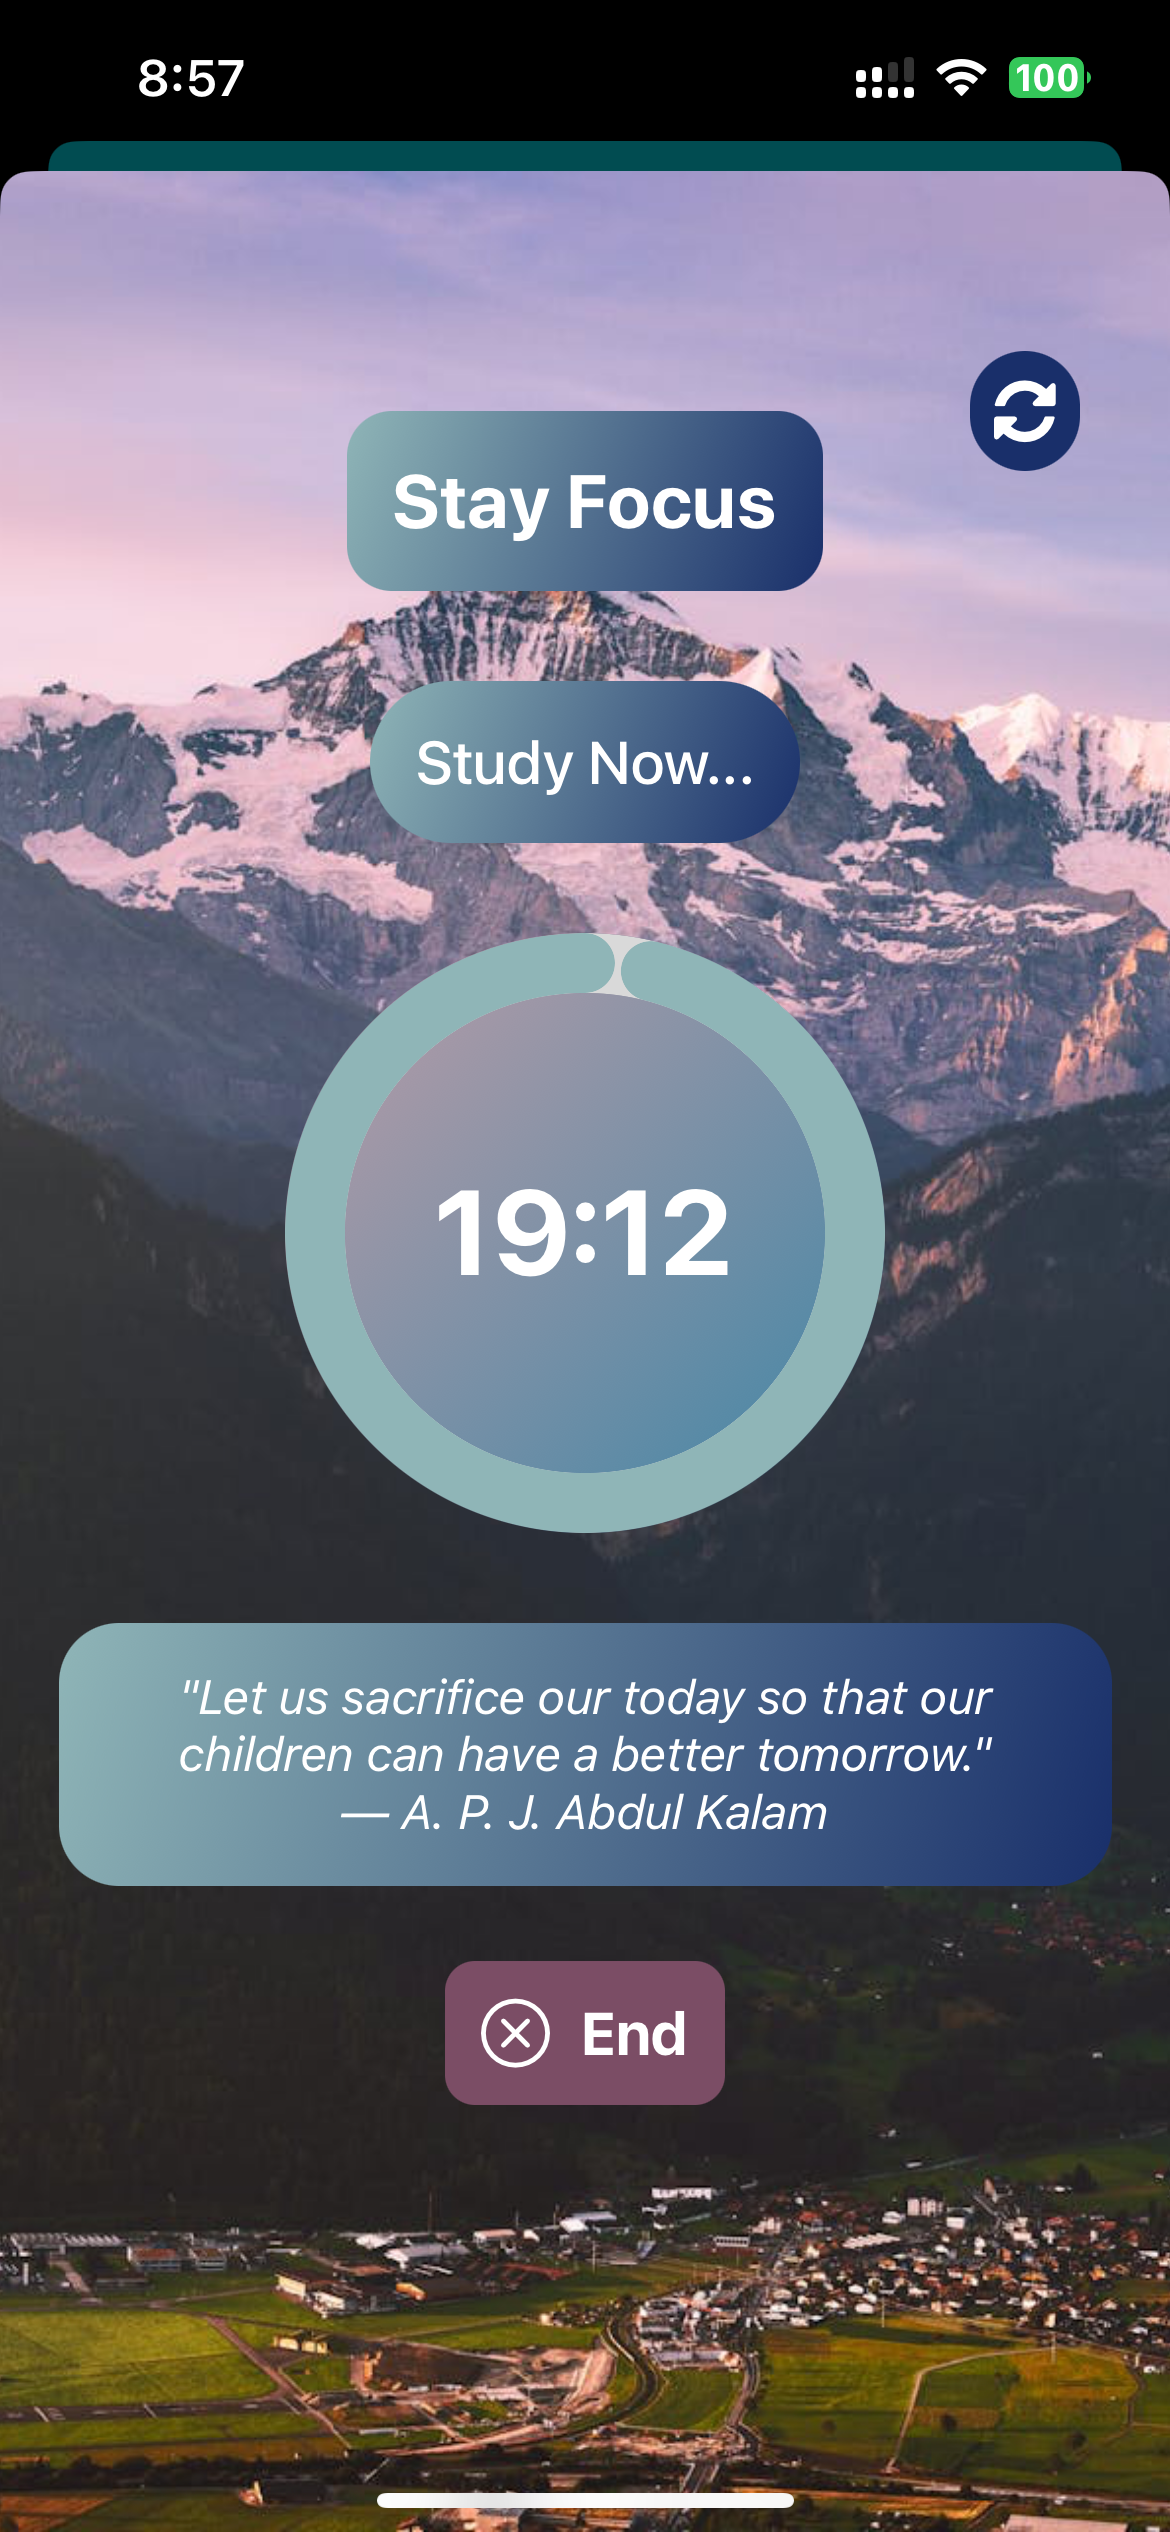 8:57
100
Stay Focus
Study Now...
19:12
"Let us sacrifice our today so that our
children can have a better tomorrow."
— A. P. J. Abdul Kalam
End